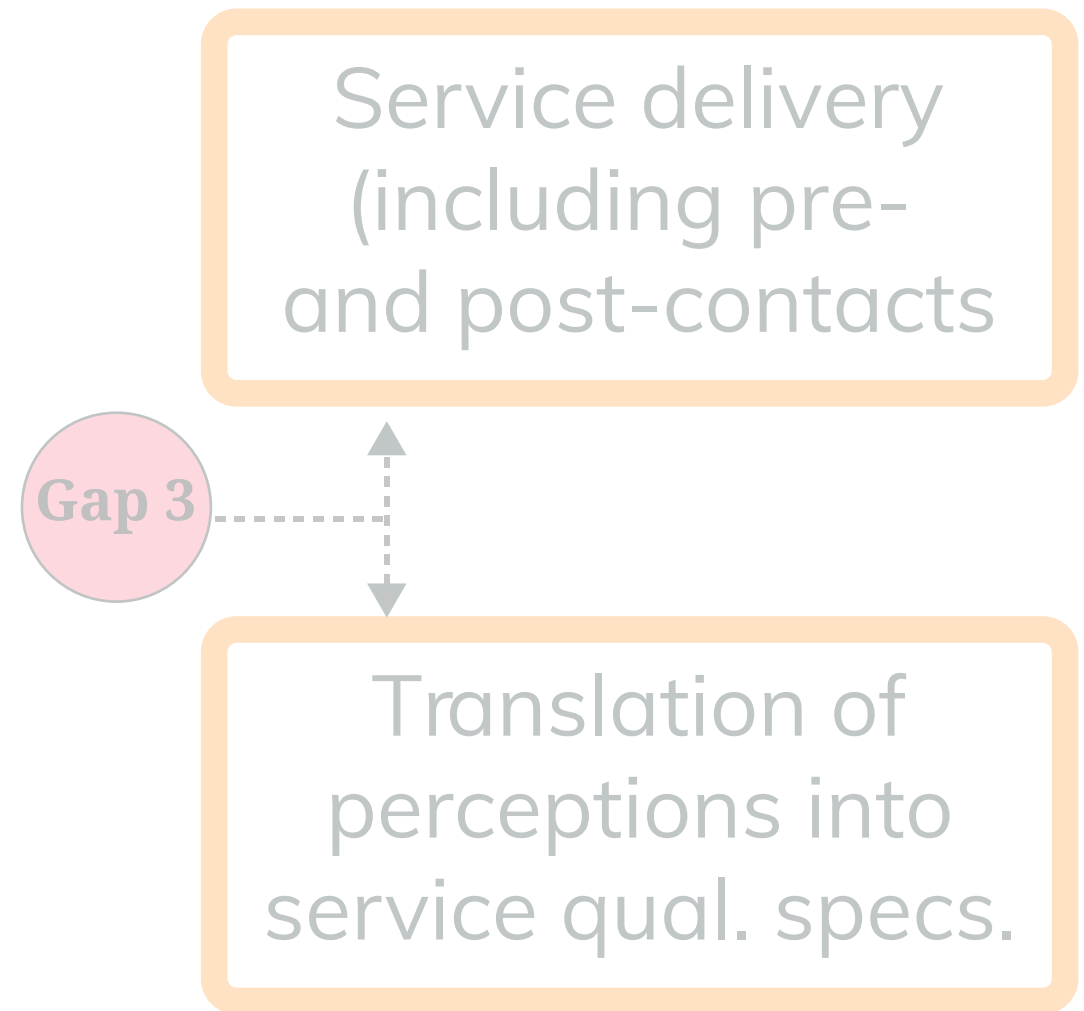 Service delivery
(including pre-
and post-contacts
Gap 3
Translation of
perceptions into
service qual. specs.